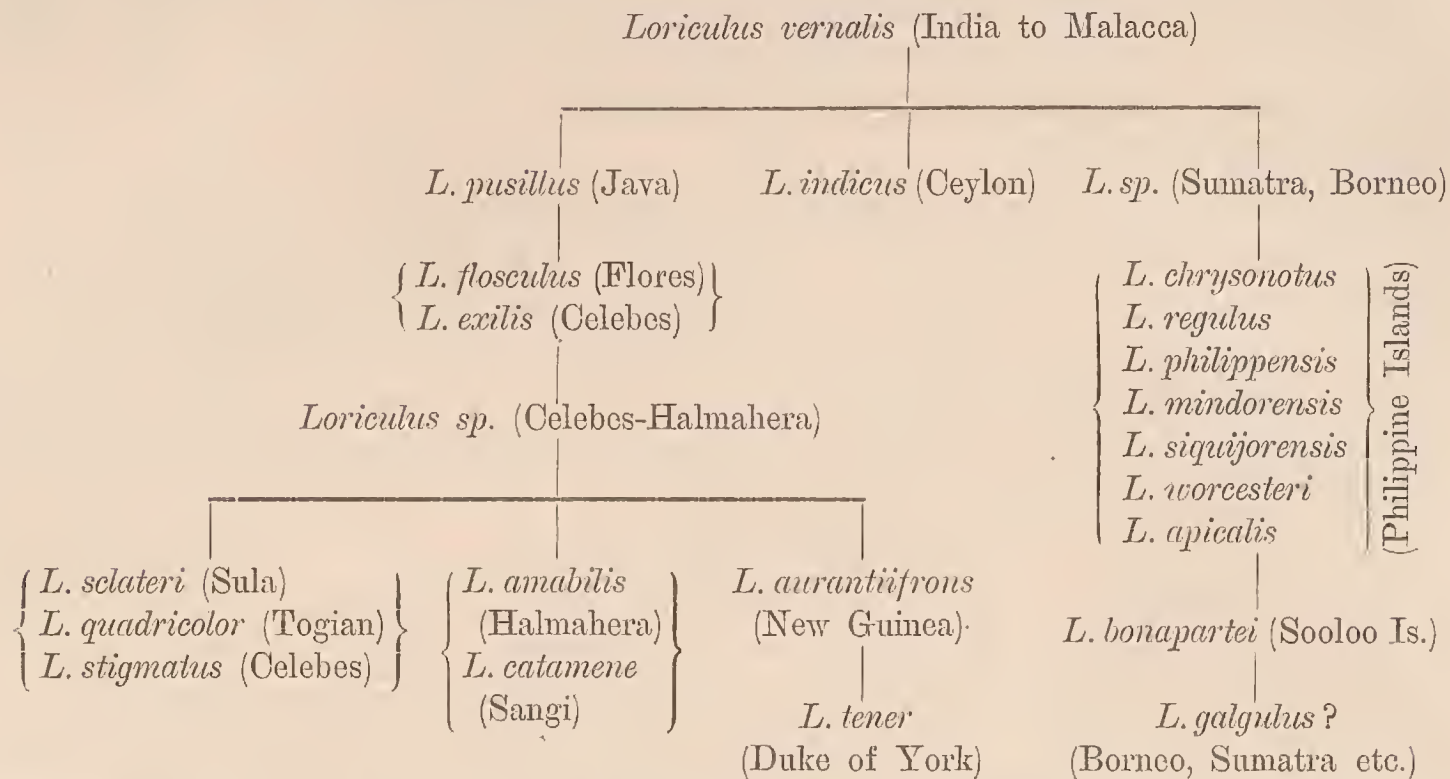 Loriculus vernalis (India to Malacca)
L. pusillus (Java)
L. indicus (Ceylon)
L. sp. (Sumatra, Borneo)
L. flosculus (Flores)
L. exilis (Celebes)
Loriculus sp. (Celebes-Halmahera)
L. chrysonotus
L. regulus
L. philippensis
L. mindorensis
L. siquijorensis
L. worcesteri
L. apicalis
(Philippine Islands)
L. sclateri (Sula)
L. quadricolor (Togian)
L. stigmatus (Celebes)
L. amabilis
(Halmahera)
L. catamene
(Sangi)
L. aurantiifrons
(New Guinea)
L. tener
(Duke of York)
L. bonapartei (Sooloo Is.)
L. galgulus?
(Borneo, Sumatra etc.)